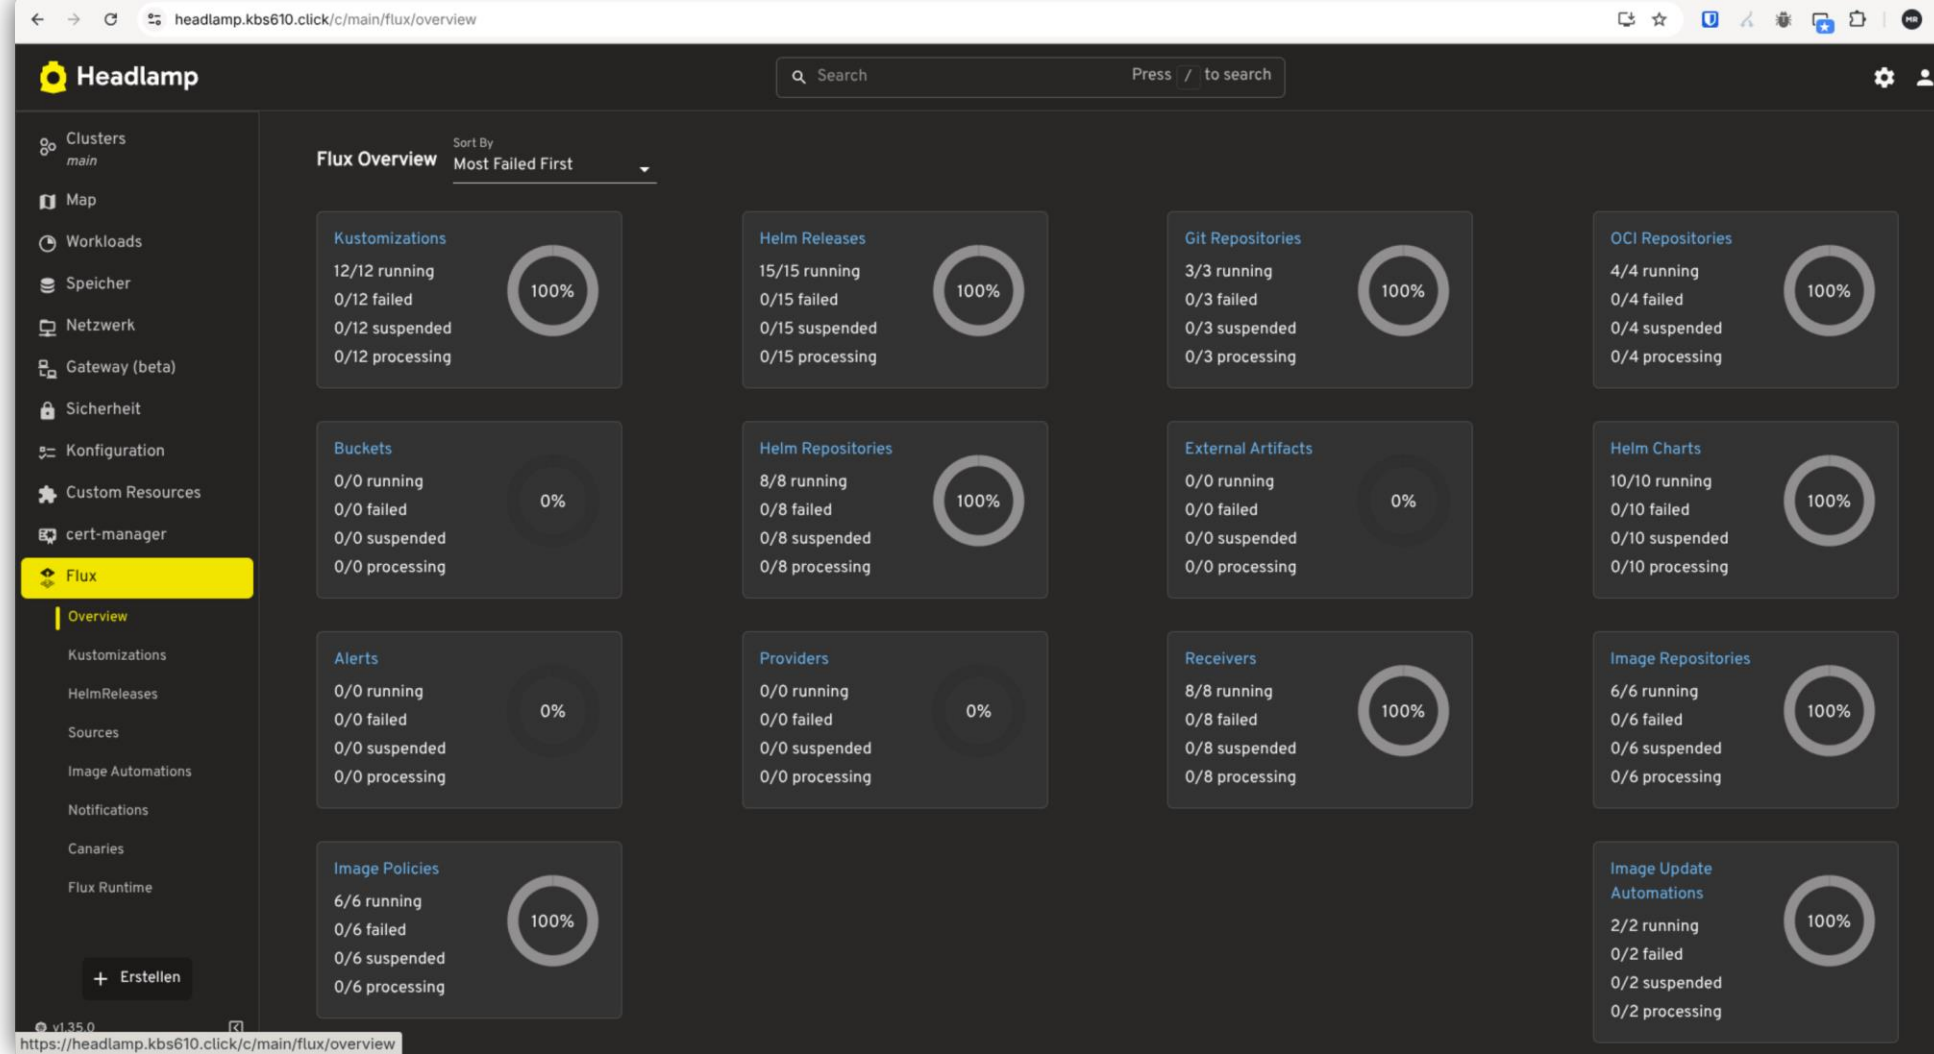 headlamp.kbs610.click/c/main/flux/overview
MR
Headlamp
Search
Press / to search
Clusters
main
Map
Workloads
Speicher
Netzwerk
Gateway (beta)
Sicherheit
Konfiguration
Custom Resources
cert-manager
Flux
Overview
Kustomizations
HelmReleases
Sources
Image Automations
Notifications
Canaries
Flux Runtime
+ Erstellen
v1.35.0
https://headlamp.kbs610.click/c/main/flux/overview
Flux Overview
Sort By
Most Failed First
Kustomizations
12/12 running
0/12 failed
0/12 suspended
0/12 processing
100%
Helm Releases
15/15 running
0/15 failed
0/15 suspended
0/15 processing
100%
Git Repositories
3/3 running
0/3 failed
0/3 suspended
0/3 processing
100%
OCI Repositories
4/4 running
0/4 failed
0/4 suspended
0/4 processing
100%
Buckets
0/0 running
0/0 failed
0/0 suspended
0/0 processing
0%
Helm Repositories
8/8 running
0/8 failed
0/8 suspended
0/8 processing
100%
External Artifacts
0/0 running
0/0 failed
0/0 suspended
0/0 processing
0%
Helm Charts
10/10 running
0/10 failed
0/10 suspended
0/10 processing
100%
Alerts
0/0 running
0/0 failed
0/0 suspended
0/0 processing
0%
Providers
0/0 running
0/0 failed
0/0 suspended
0/0 processing
0%
Receivers
8/8 running
0/8 failed
0/8 suspended
0/8 processing
100%
Image Repositories
6/6 running
0/6 failed
0/6 suspended
0/6 processing
100%
Image Policies
6/6 running
0/6 failed
0/6 suspended
0/6 processing
100%
Image Update
Automations
2/2 running
0/2 failed
0/2 suspended
0/2 processing
100%